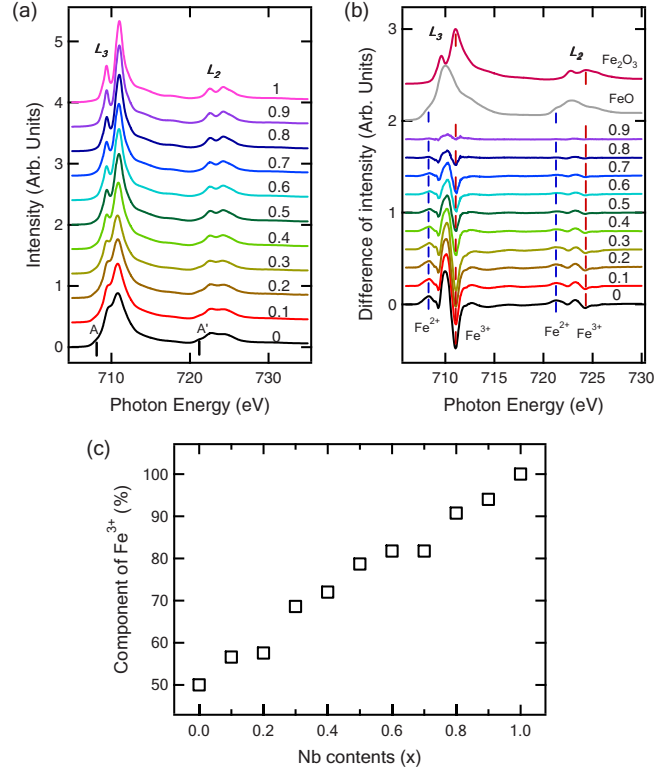 (a)
Intensity (Arb. Units)
5
4
3
2
1
0
L3
L2
1
0.9
0.8
0.7
0.6
0.5
0.4
0.3
0.2
0.1
0
A
A'
710
720
730
Photon Energy (eV)
(b)
Difference of intensity (Arb. Units)
3
2
1
0
L3
L2
Fe2O3
FeO
0.9
0.8
0.7
0.6
0.5
0.4
0.3
0.2
0.1
0
Fe2+
Fe3+
Fe2+
Fe3+
710
715
720
725
730
Photon Energy (eV)
(c)
Component of Fe3+ (%)
100
90
80
70
60
50
0.0
0.2
0.4
0.6
0.8
1.0
Nb contents (x)